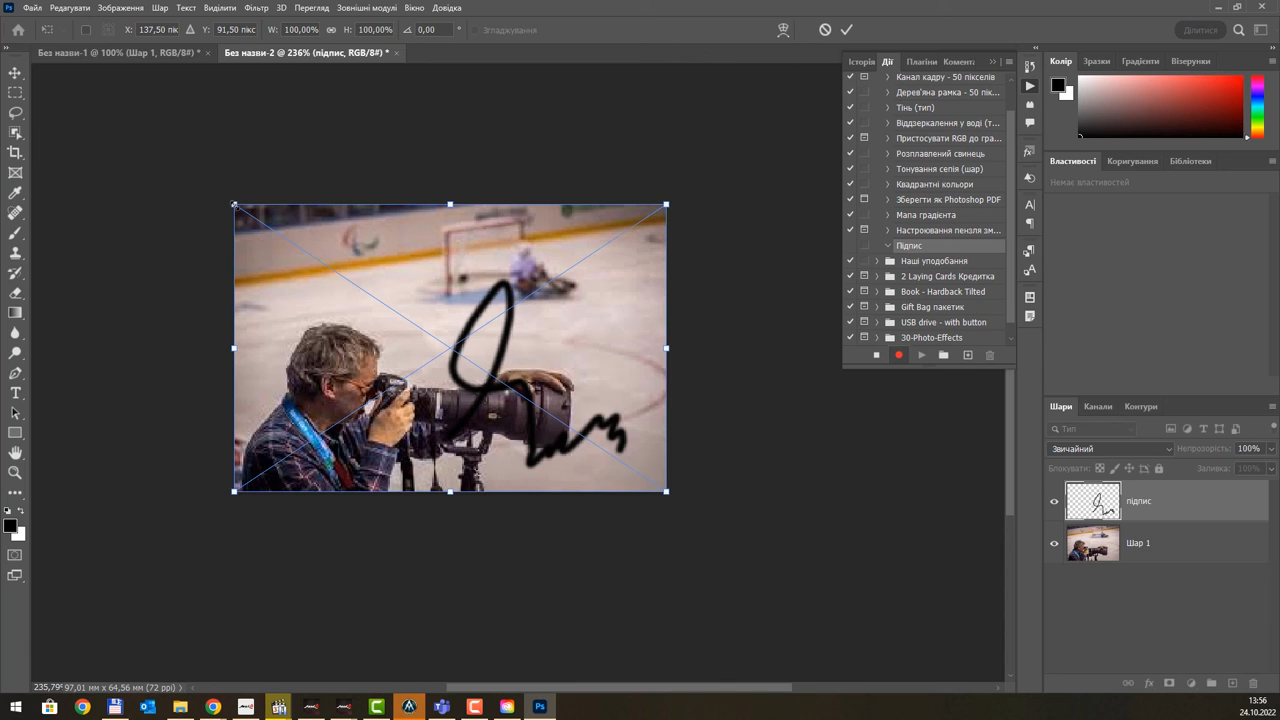 Файл Редагувати Зображення Шар Текст Виділити Фільтр 3D Перегляд Зовнішні модулі Вікно Довідка
X: 137,50 пік Y: 91,50 пікс W: 100,00% H: 100,00% 0,00 ° Згладжування Ділитися
Без назви-1 @ 100% (Шар 1, RGB/8#) * × Без назви-2 @ 236% (підпис, RGB/8#) * ×
Історія Дії Плагіни Комента
Канал кадру - 50 пікселів
Дерев'яна рамка - 50 пік...
Тінь (тип)
Віддзеркалення у воді (т...
Пристосувати RGB до гра...
Розплавлений свинець
Тонування сепія (шар)
Квадрантні кольори
Зберегти як Photoshop PDF
Мапа градієнта
Настроювання пензля зм...
Підпис
Наші уподобання
2 Laying Cards Кредитка
Book - Hardback Tilted
Gift Bag пакетик
USB drive - with button
30-Photo-Effects
Колір Зразки Градієнти Візерунки
Властивості Коригування Бібліотеки
Немає властивостей
Шари Канали Контури
Тип
Звичайний Непрозорість: 100%
Блокувати: Заливка: 100%
підпис
Шар 1
235,79% 97,01 мм x 64,56 мм (72 ppi)
13:56
24.10.2022